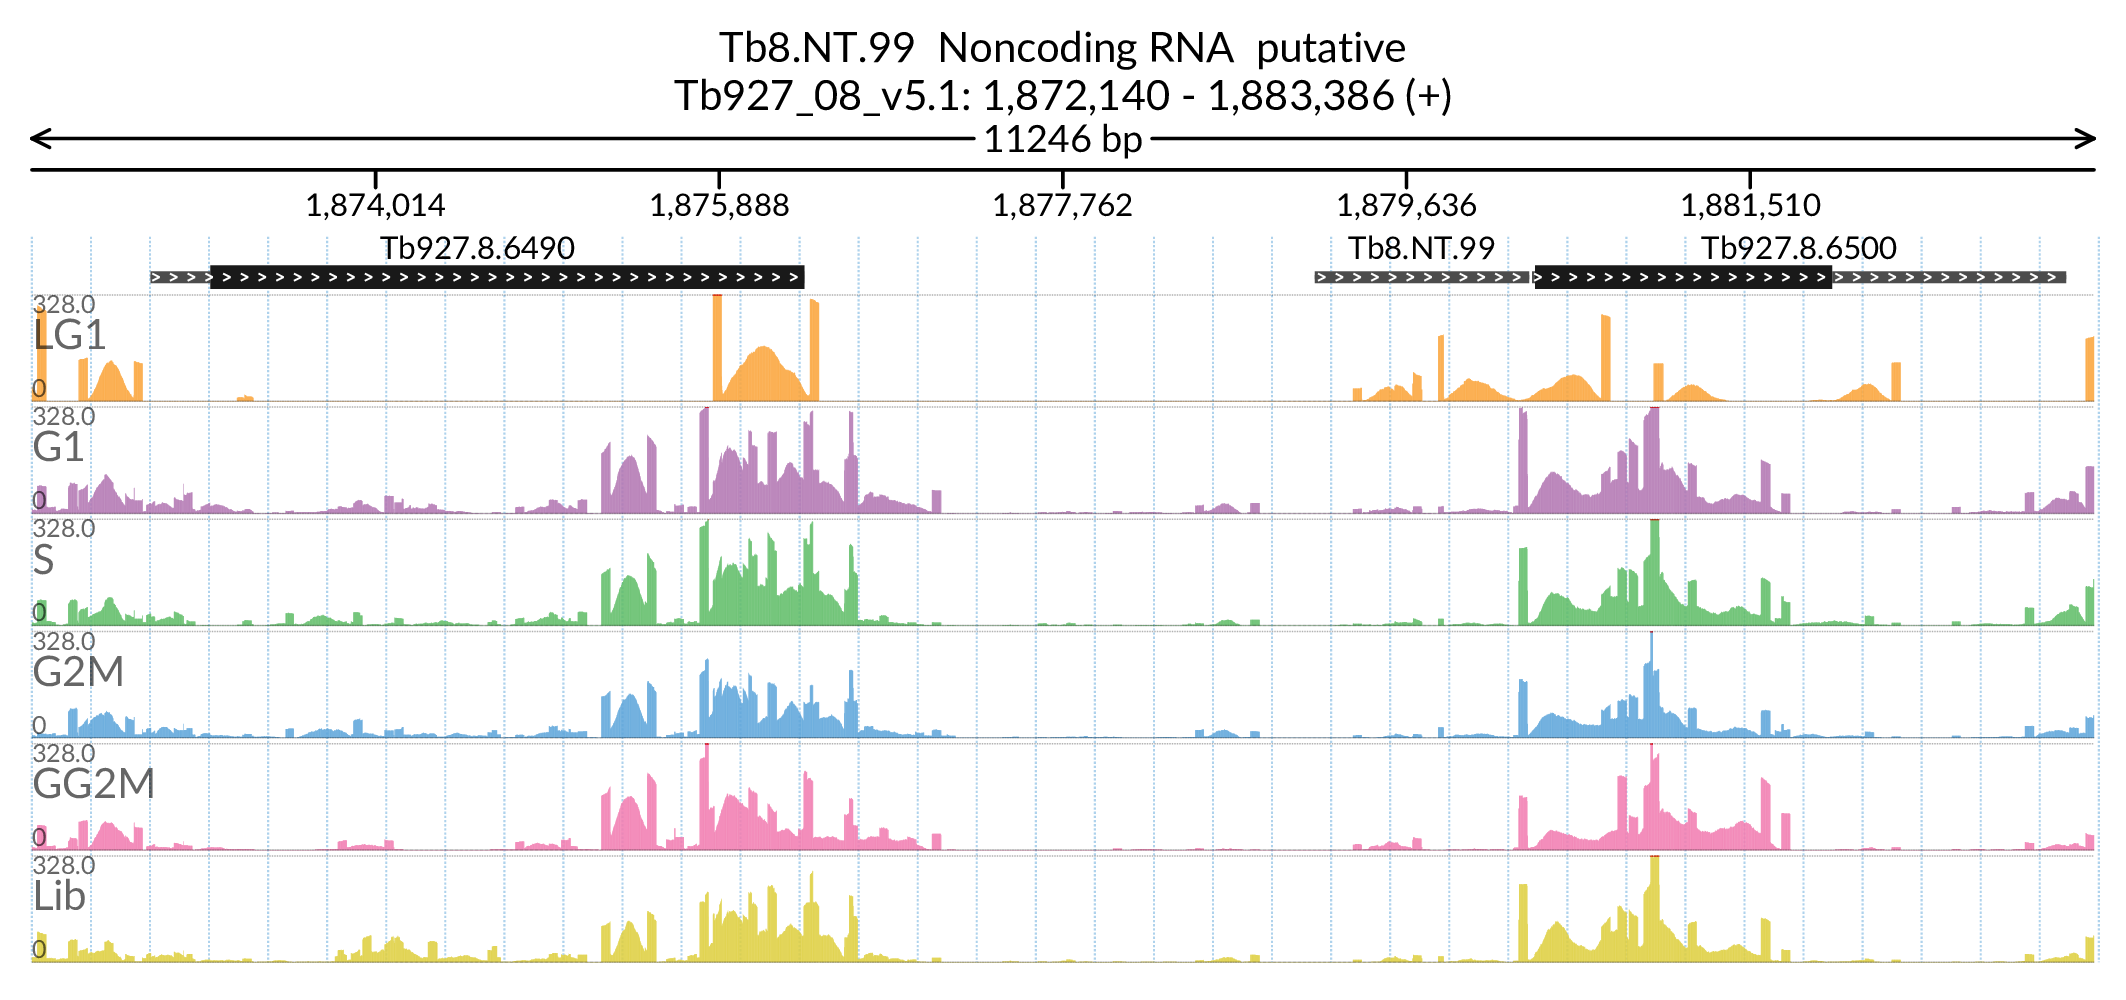 Tb8.NT.99  Noncoding RNA  putative
Tb927_08_v5.1: 1,872,140 - 1,883,386 (+)
11246 bp
1,874,014 1,875,888 1,877,762 1,879,636 1,881,510
Tb927.8.6490 Tb8.NT.99 Tb927.8.6500
328.0
LG1
0
328.0
G1
0
328.0
S
0
328.0
G2M
0
328.0
GG2M
0
328.0
Lib
0